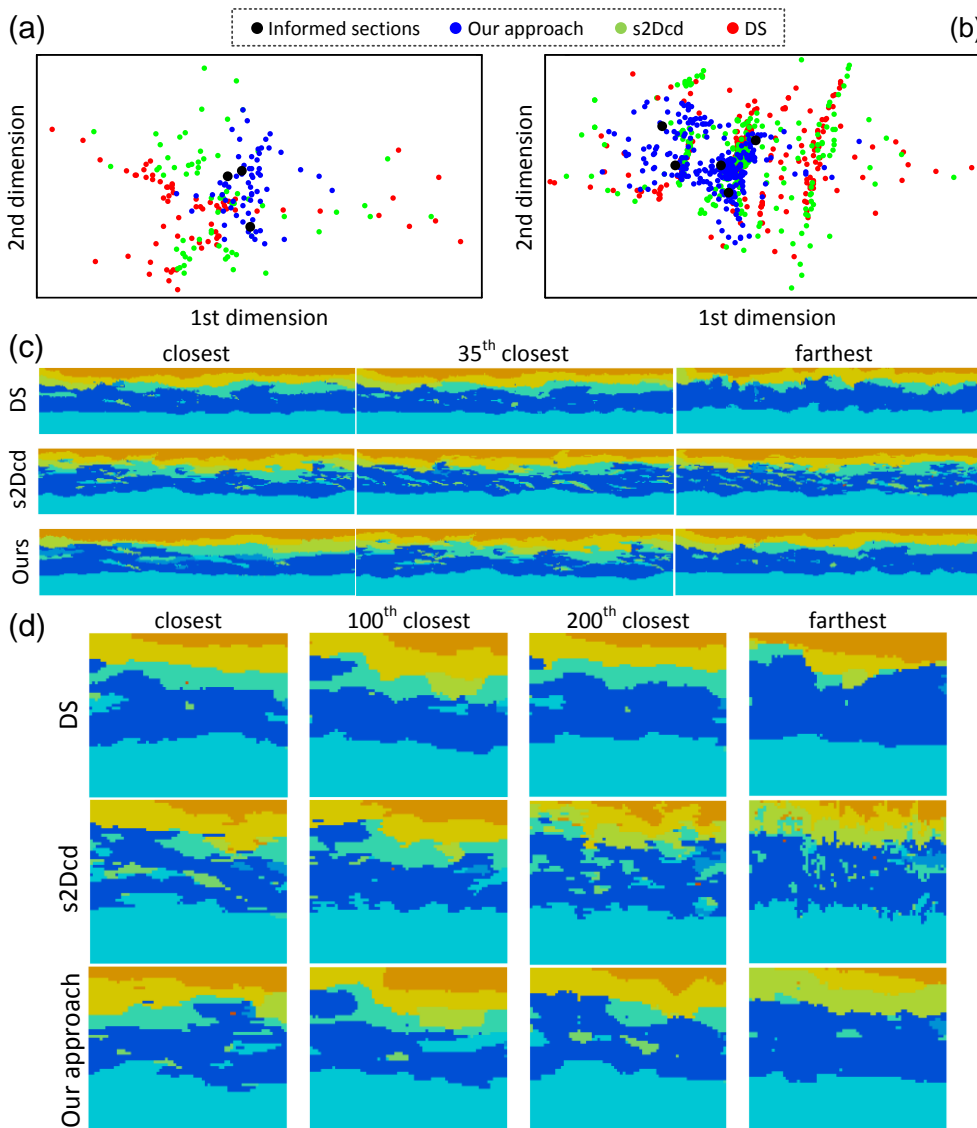 (a)
Informed sections Our approach s2Dcd DS
(b)
2nd dimension
1st dimension
2nd dimension
1st dimension
(c)
closest 35th closest farthest
DS
s2Dcd
Ours
(d)
closest 100th closest 200th closest farthest
DS
s2Dcd
Our approach